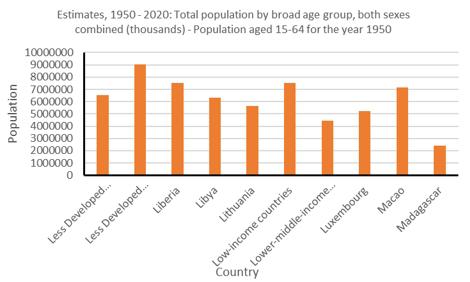 Estimates, 1950 - 2020: Total population by broad age group, both sexes
combined (thousands) - Population aged 15-64 for the year 1950
Population
10000000
9000000
8000000
7000000
6000000
5000000
4000000
3000000
2000000
1000000
0
Less Developed...
Less Developed...
Liberia
Libya
Lithuania
Low-income countries
Lower-middle-income...
Luxembourg
Macao
Madagascar
Country